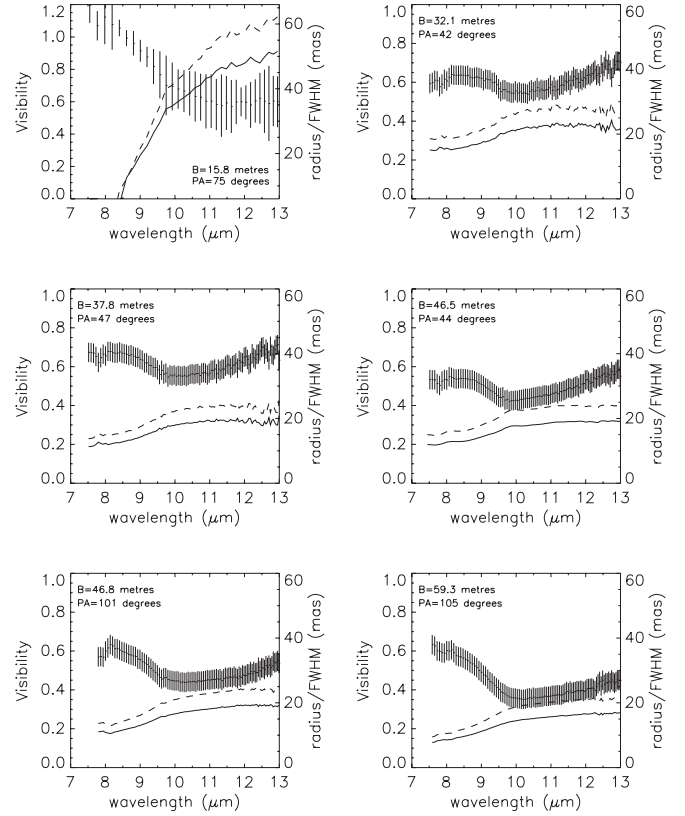 1.2
1.0
0.8
0.6
0.4
0.2
0.0
Visibility
60
40
20
0
radius/FWHM (mas)
B=15.8 metres
PA=75 degrees
7 8 9 10 11 12 13
wavelength (μm)
1.0
0.8
0.6
0.4
0.2
0.0
Visibility
60
40
20
0
radius/FWHM (mas)
B=32.1 metres
PA=42 degrees
7 8 9 10 11 12 13
wavelength (μm)
1.0
0.8
0.6
0.4
0.2
0.0
Visibility
60
40
20
0
radius/FWHM (mas)
B=37.8 metres
PA=47 degrees
7 8 9 10 11 12 13
wavelength (μm)
1.0
0.8
0.6
0.4
0.2
0.0
Visibility
60
40
20
0
radius/FWHM (mas)
B=46.5 metres
PA=44 degrees
7 8 9 10 11 12 13
wavelength (μm)
1.0
0.8
0.6
0.4
0.2
0.0
Visibility
60
40
20
0
radius/FWHM (mas)
B=46.8 metres
PA=101 degrees
7 8 9 10 11 12 13
wavelength (μm)
1.0
0.8
0.6
0.4
0.2
0.0
Visibility
60
40
20
0
radius/FWHM (mas)
B=59.3 metres
PA=105 degrees
7 8 9 10 11 12 13
wavelength (μm)